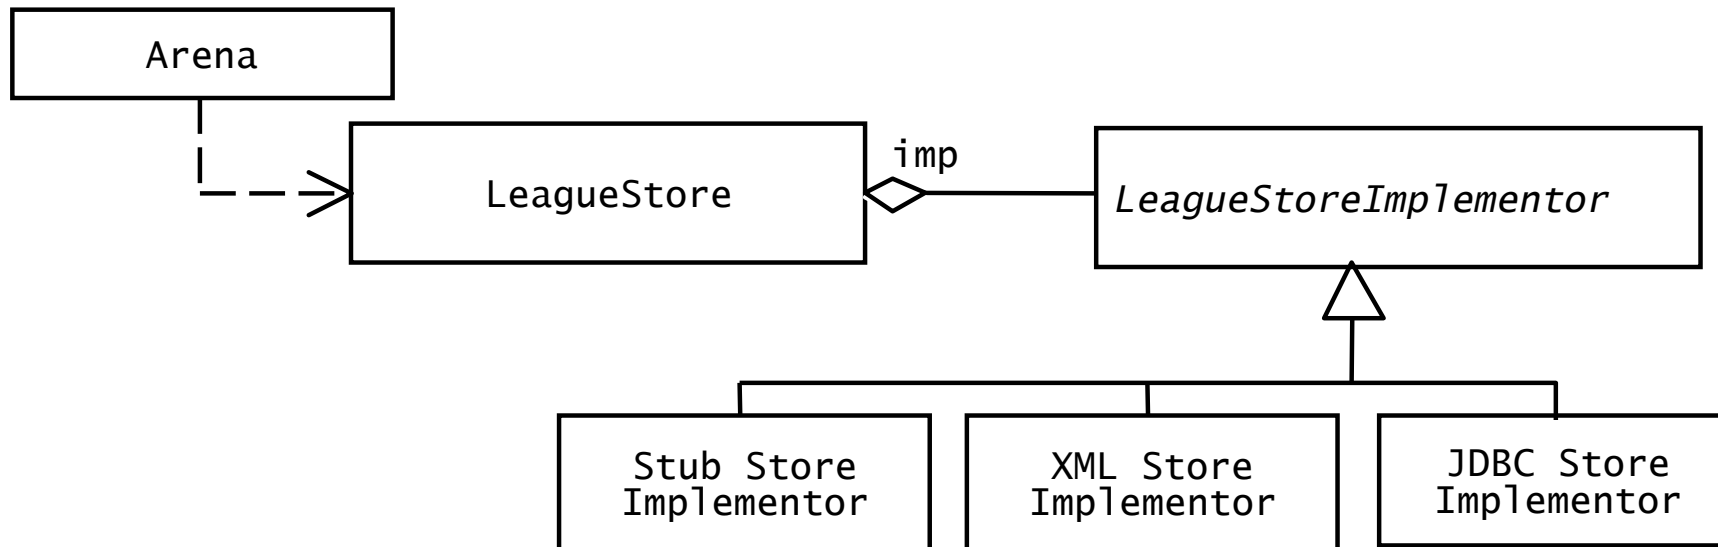 Arena
imp
LeagueStore
LeagueStoreImplementor
Stub Store
Implementor
XML Store
Implementor
JDBC Store
Implementor